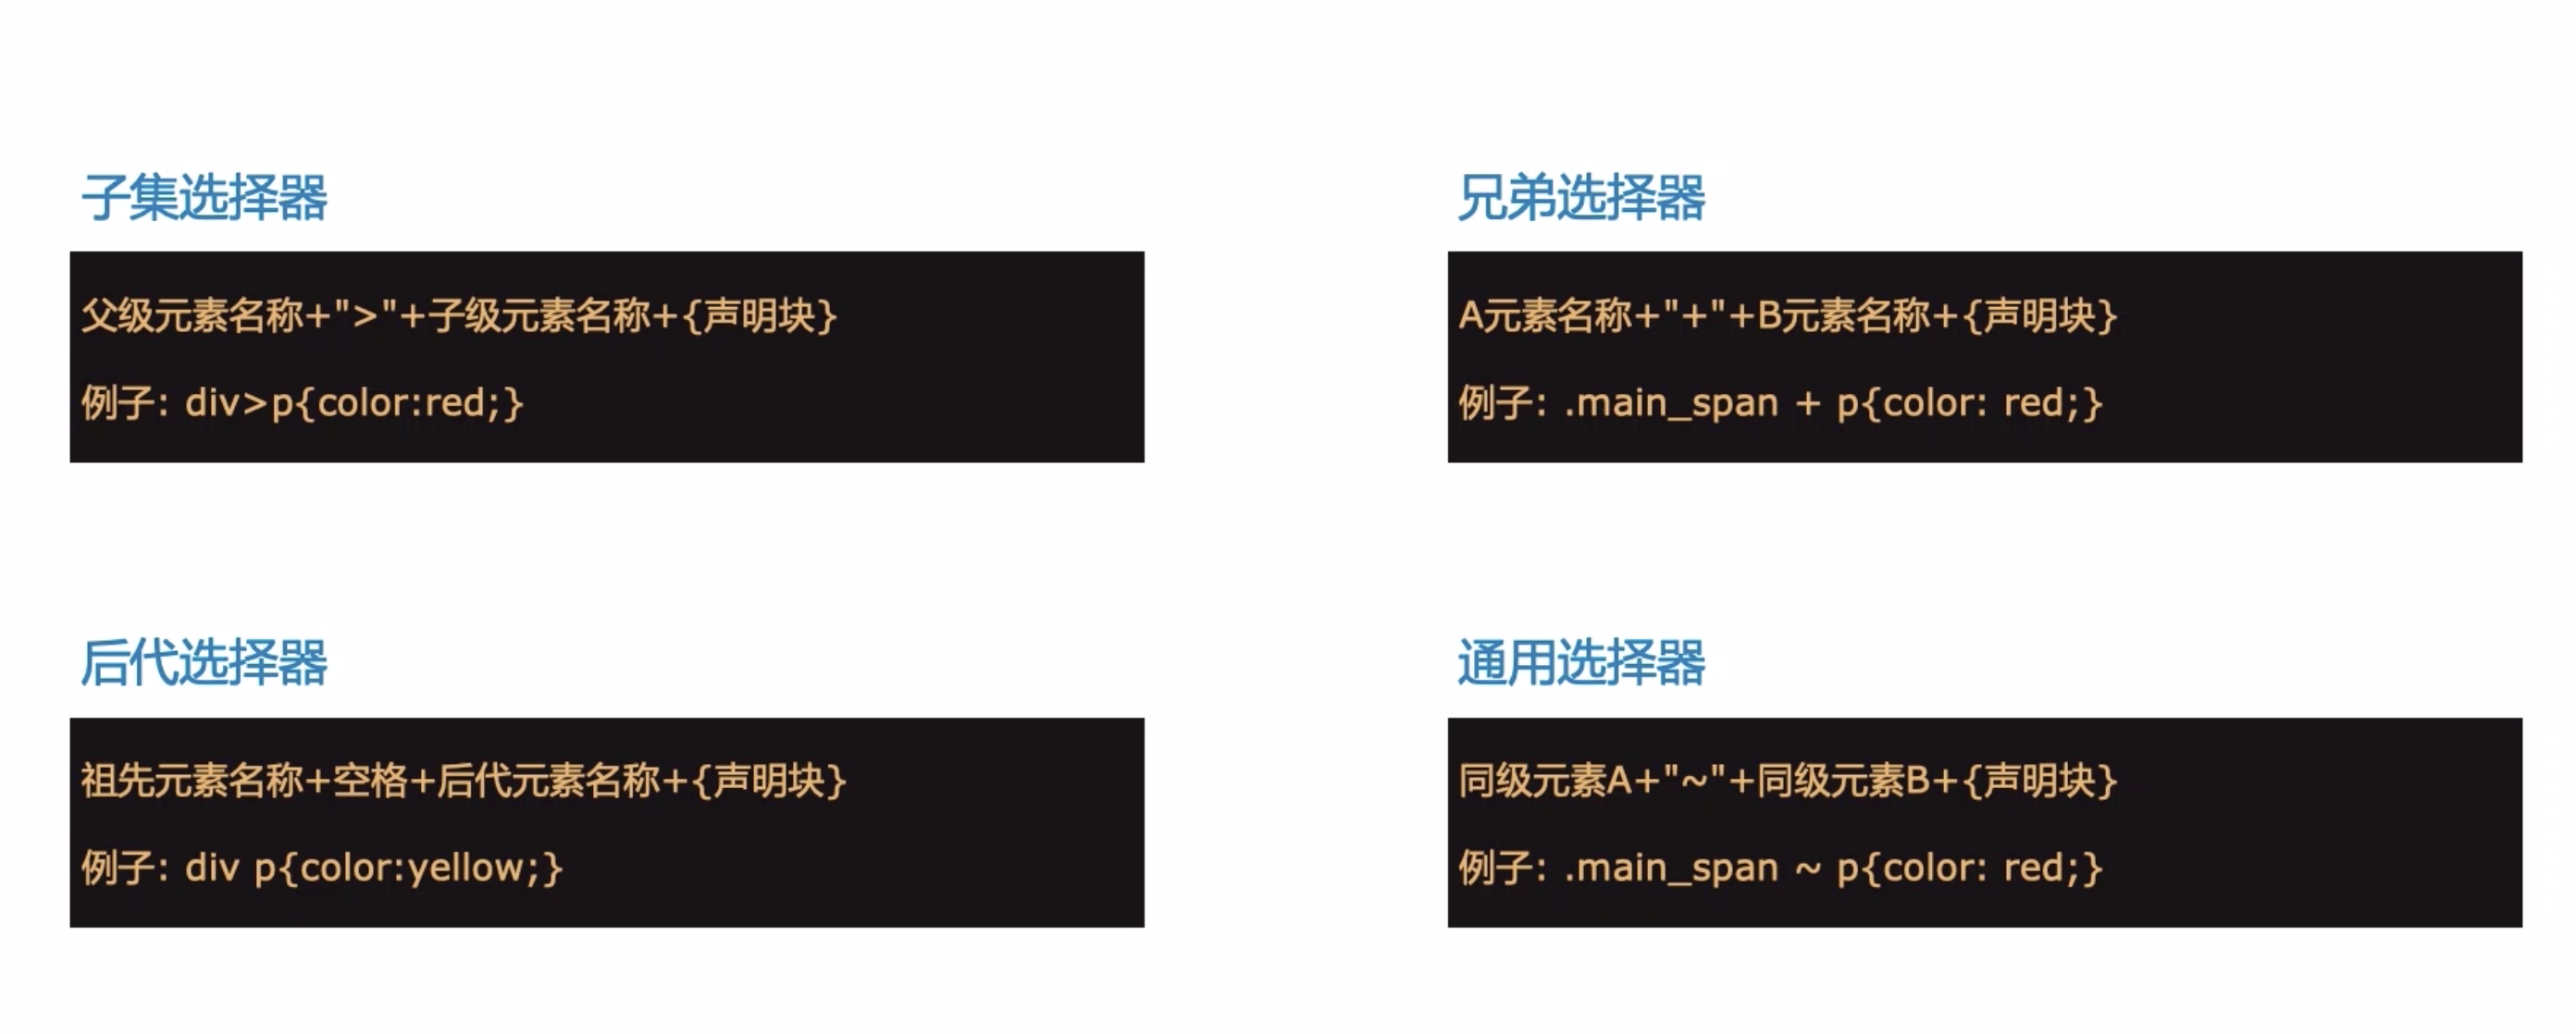 子集选择器
父级元素名称+">"+子级元素名称+{声明块}
例子: div>p{color:red;}
兄弟选择器
A元素名称+"+"+B元素名称+{声明块}
例子: .main_span + p{color: red;}
后代选择器
祖先元素名称+空格+后代元素名称+{声明块}
例子: div p{color:yellow;}
通用选择器
同级元素A+"~"+同级元素B+{声明块}
例子: .main_span ~ p{color: red;}